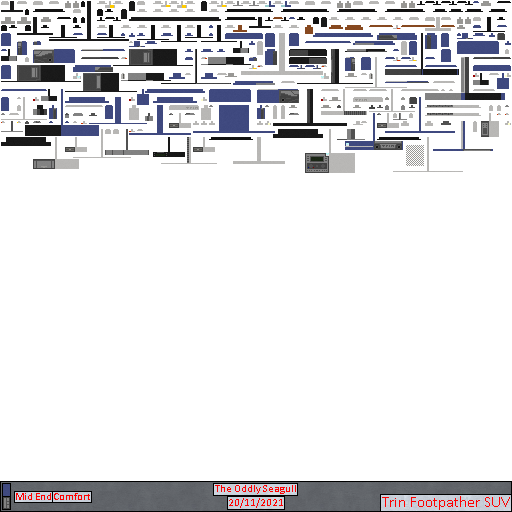 The Oddly Seagull
Mid End Comfort
20/11/2021
Trin Footpather SUV